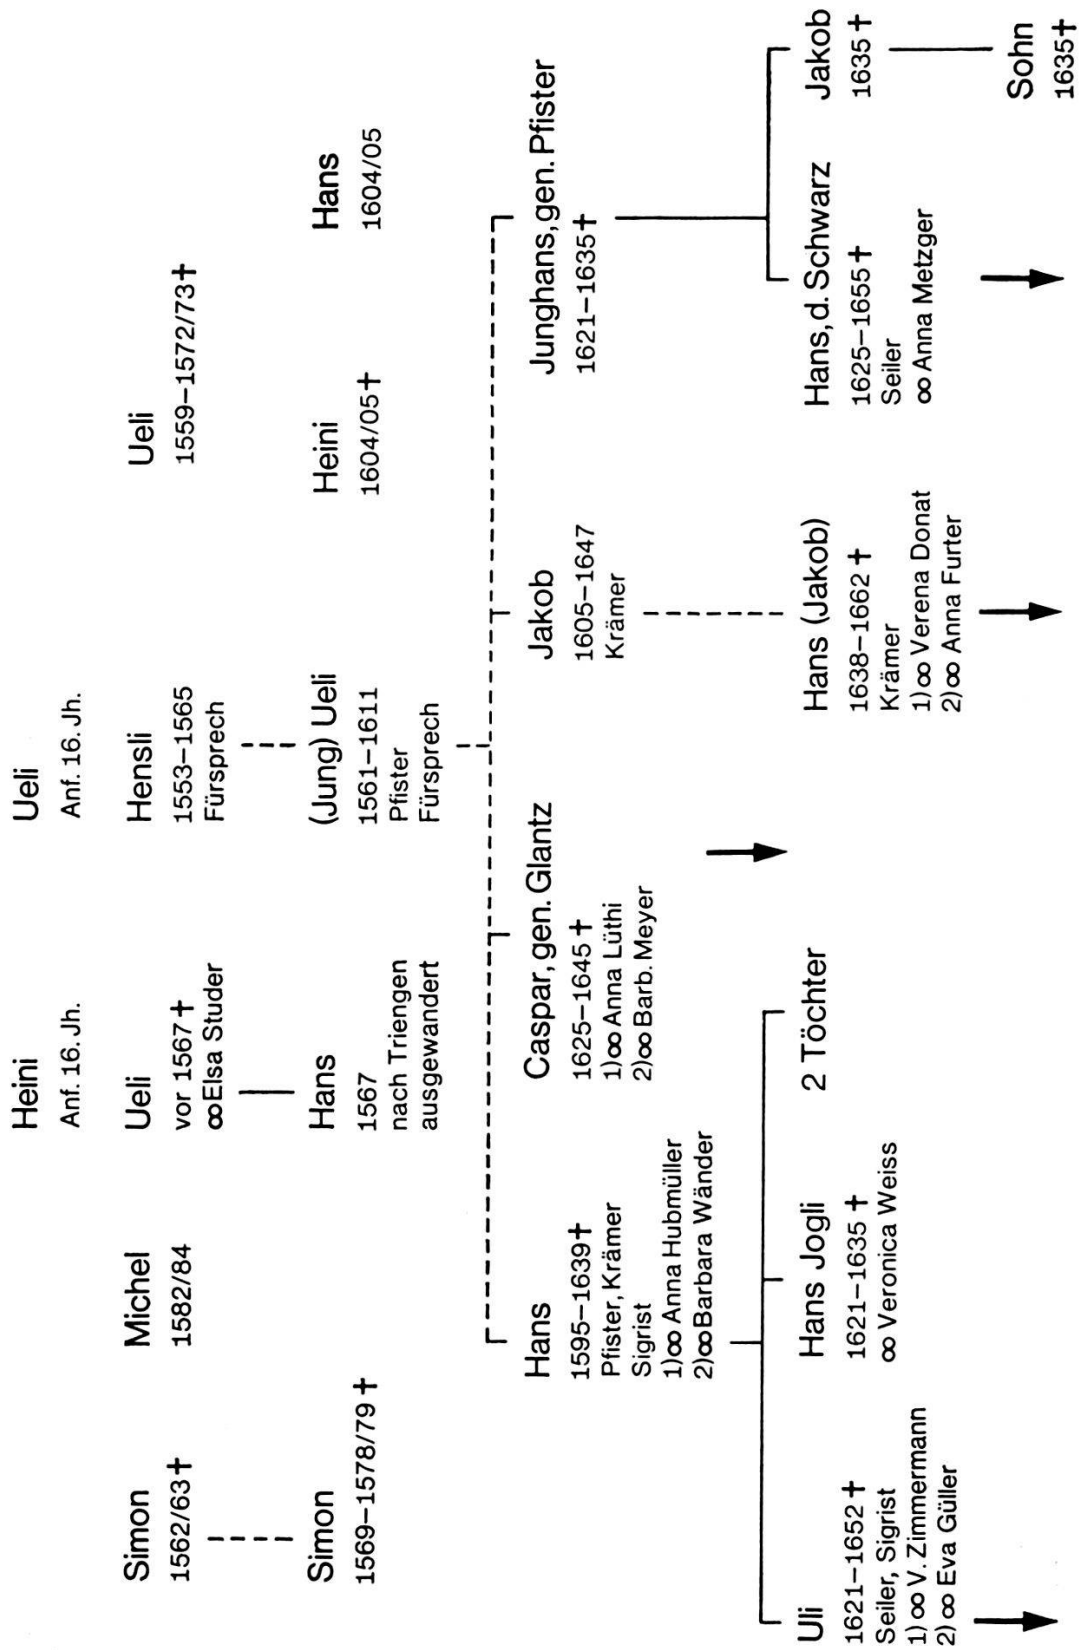 Heini
Anf. 16. Jh.
Ueli
Anf. 16. Jh.
Simon
1562/63†
Michel
1582/84
Ueli
vor 1567†
∞Elsa Studer
Hensli
1553–1565
Fürsprech
Ueli
1559–1572/73†
Simon
1569–1578/79†
Hans
1567
nach Triengen
ausgewandert
(Jung) Ueli
1561–1611
Pfister
Fürsprech
Heini
1604/05†
Hans
1604/05
Hans
1595–1639†
Pfister, Krämer
Sigrist
1)∞ Anna Hubmüller
2)∞Barbara Wänder
Caspar, gen. Glantz
1625–1645†
1)∞ Anna Lüthi
2)∞ Barb. Meyer
Jakob
1605–1647
Krämer
Junghans, gen. Pfister
1621–1635†
Uli
1621–1652†
Seiler, Sigrist
1) ∞ V. Zimmermann
2) ∞ Eva Güller
Hans Jogli
1621–1635 †
∞ Veronica Weiss
2 Töchter
Hans (Jakob)
1638–1662†
Krämer
1)∞ Verena Donat
2)∞ Anna Furter
Hans, d. Schwarz
1625–1655†
Seiler
∞ Anna Metzger
Jakob
1635†
Sohn
1635†